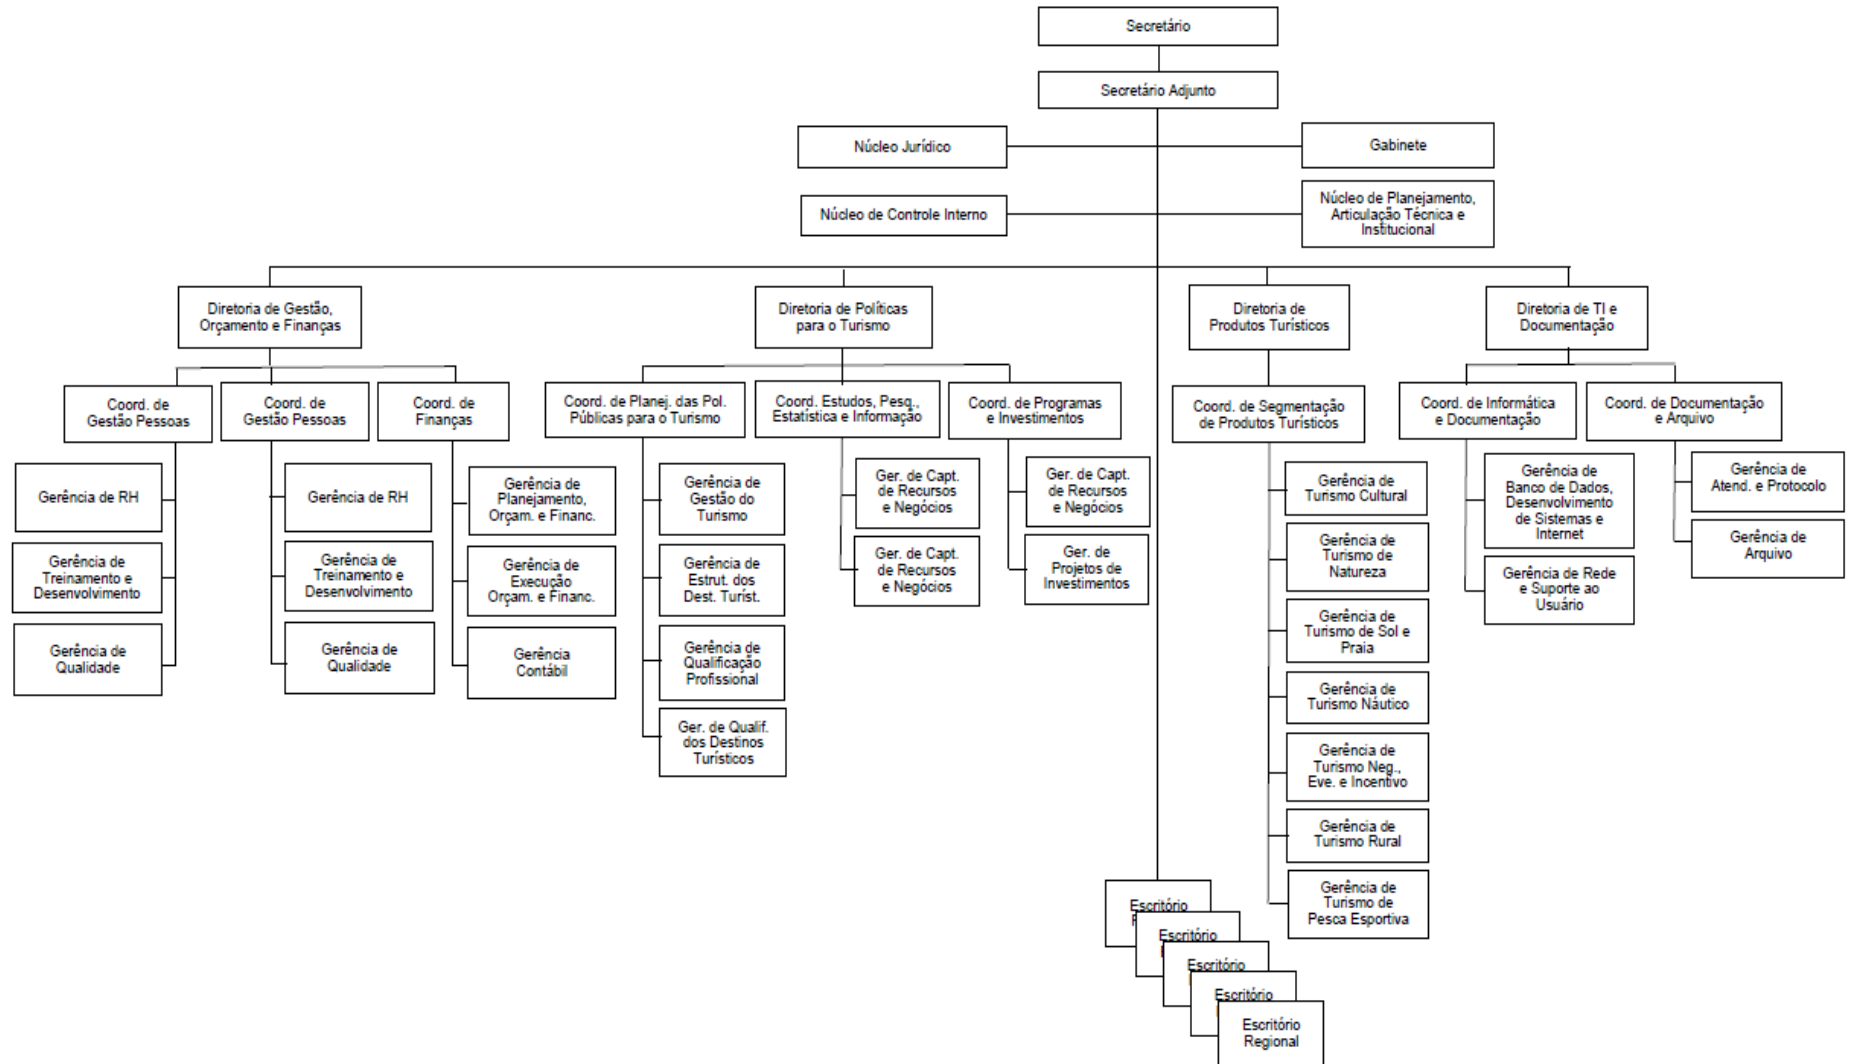 Secretário
Secretário Adjunto
Núcleo Jurídico
Gabinete
Núcleo de Controle Interno
Núcleo de Planejamento,
Articulação Técnica e
Institucional
Diretoria de Gestão,
Orçamento e Finanças
Diretoria de Políticas
para o Turismo
Diretoria de
Produtos Turísticos
Diretoria de TI e
Documentação
Coord. de
Gestão Pessoas
Coord. de
Gestão Pessoas
Coord. de
Finanças
Coord. de Planej. das Pol.
Públicas para o Turismo
Coord. Estudos, Pesq.,
Estatística e Informação
Coord. de Programas
e Investimentos
Coord. de Segmentação
de Produtos Turísticos
Coord. de Informática
e Documentação
Coord. de Documentação
e Arquivo
Gerência de RH
Gerência de
Treinamento e
Desenvolvimento
Gerência de
Qualidade
Gerência de RH
Gerência de
Treinamento e
Desenvolvimento
Gerência de
Qualidade
Gerência de
Planejamento,
Orçam. e Financ.
Gerência de
Execução
Orçam. e Financ.
Gerência
Contábil
Gerência de
Gestão do
Turismo
Gerência de
Estrut. dos
Dest. Turíst.
Gerência de
Qualificação
Profissional
Ger. de Qualif.
dos Destinos
Turísticos
Ger. de Capt.
de Recursos
e Negócios
Ger. de Capt.
de Recursos
e Negócios
Ger. de Capt.
de Recursos
e Negócios
Ger. de
Projetos de
Investimentos
Gerência de
Turismo Cultural
Gerência de
Turismo de
Natureza
Gerência de
Turismo de Sol e
Praia
Gerência de
Turismo Náutico
Gerência de
Turismo Neg.,
Eve. e Incentivo
Gerência de
Turismo Rural
Gerência de
Turismo de
Pesca Esportiva
Gerência de
Banco de Dados,
Desenvolvimento
de Sistemas e
Internet
Gerência de Rede
e Suporte ao
Usuário
Gerência de
Atend. e Protocolo
Gerência de
Arquivo
Escritório
Escritório
Escritório
Escritório
Escritório
Regional